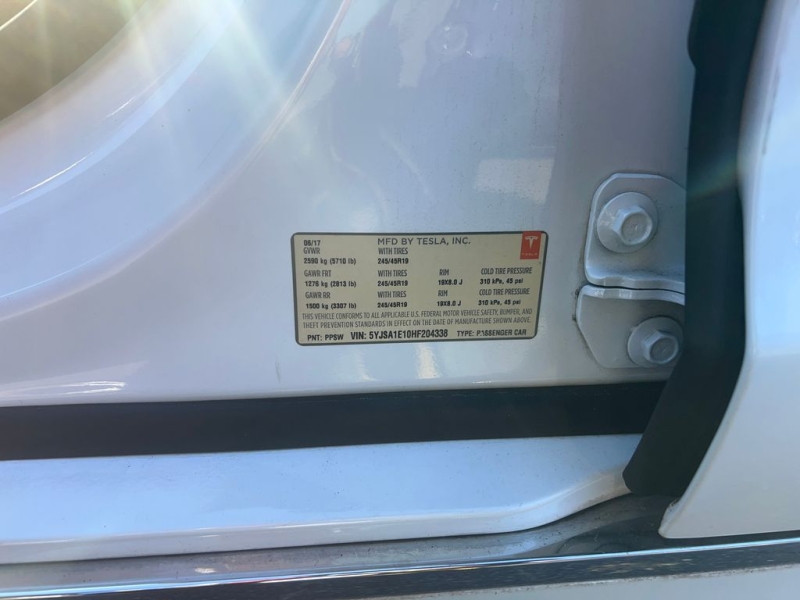 06/17 MFD BY TESLA, INC.
GVWR WITH TIRES
2590 kg (5710 lb) 245/45R19
TESLA
GAWR FRT WITH TIRES RIM COLD TIRE PRESSURE
1276 kg (2813 lb) 245/45R19 19X8.0 J 310 kPa, 45 psi
GAWR RR WITH TIRES RIM COLD TIRE PRESSURE
1500 kg (3307 lb) 245/45R19 19X8.0 J 310 kPa, 45 psi
THIS VEHICLE CONFORMS TO ALL APPLICABLE U.S. FEDERAL MOTOR VEHICLE SAFETY, BUMPER, AND
THEFT PREVENTION STANDARDS IN EFFECT ON THE DATE OF MANUFACTURE SHOWN ABOVE.
PNT: PPSW VIN: 5YJSA1E10HF204338 TYPE: PASSENGER CAR